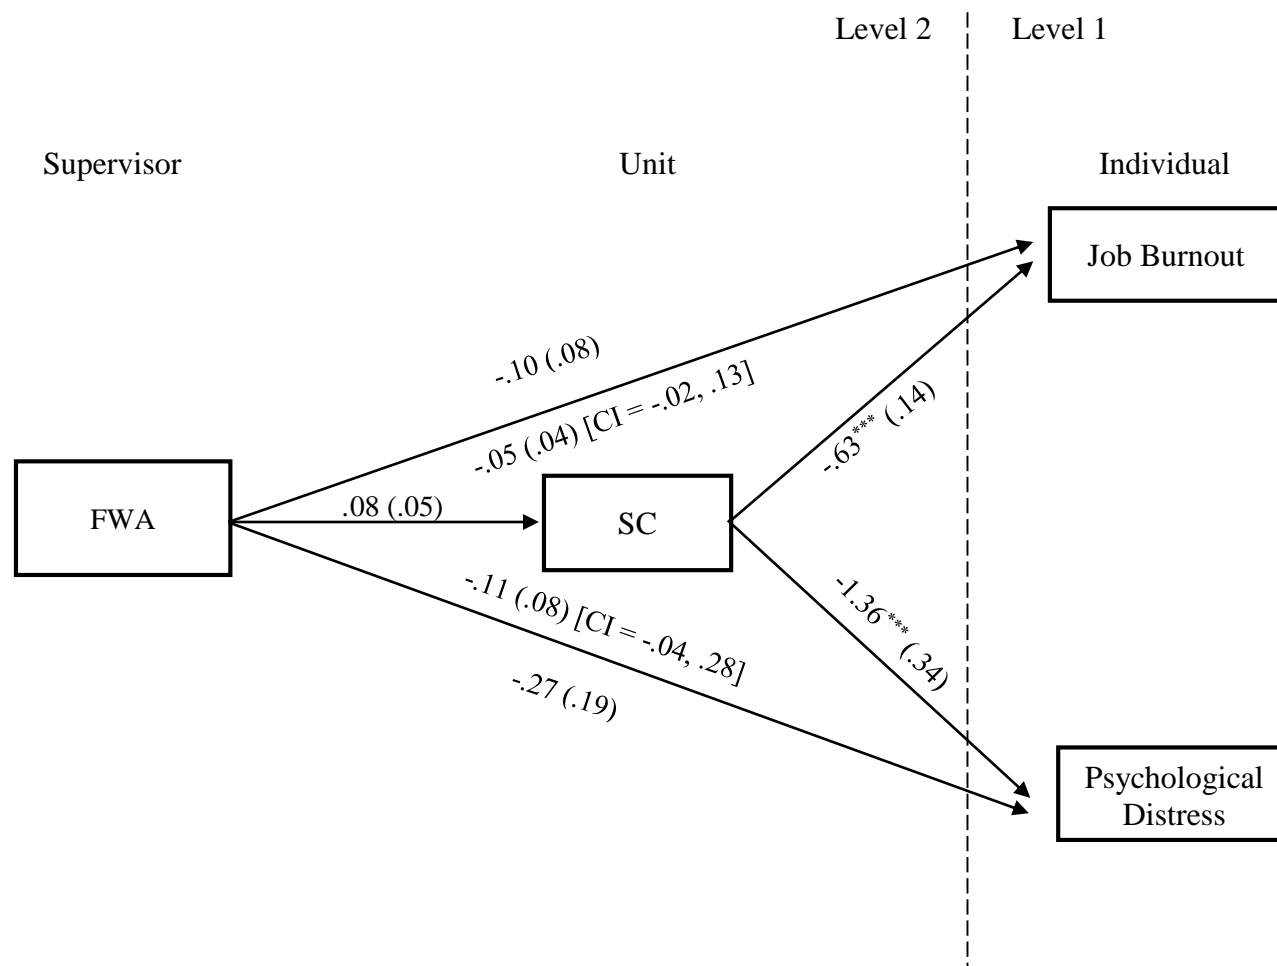 Level 2
Level 1
Supervisor
Unit
Individual
Job Burnout
-.10 (.08)
-.05 (.04) [CI = -.02, .13]
-.63*** (.14)
FWA
.08 (.05)
SC
-.11 (.08) [CI = -.04, .28]
-1.36*** (.34)
-.27 (.19)
Psychological
Distress